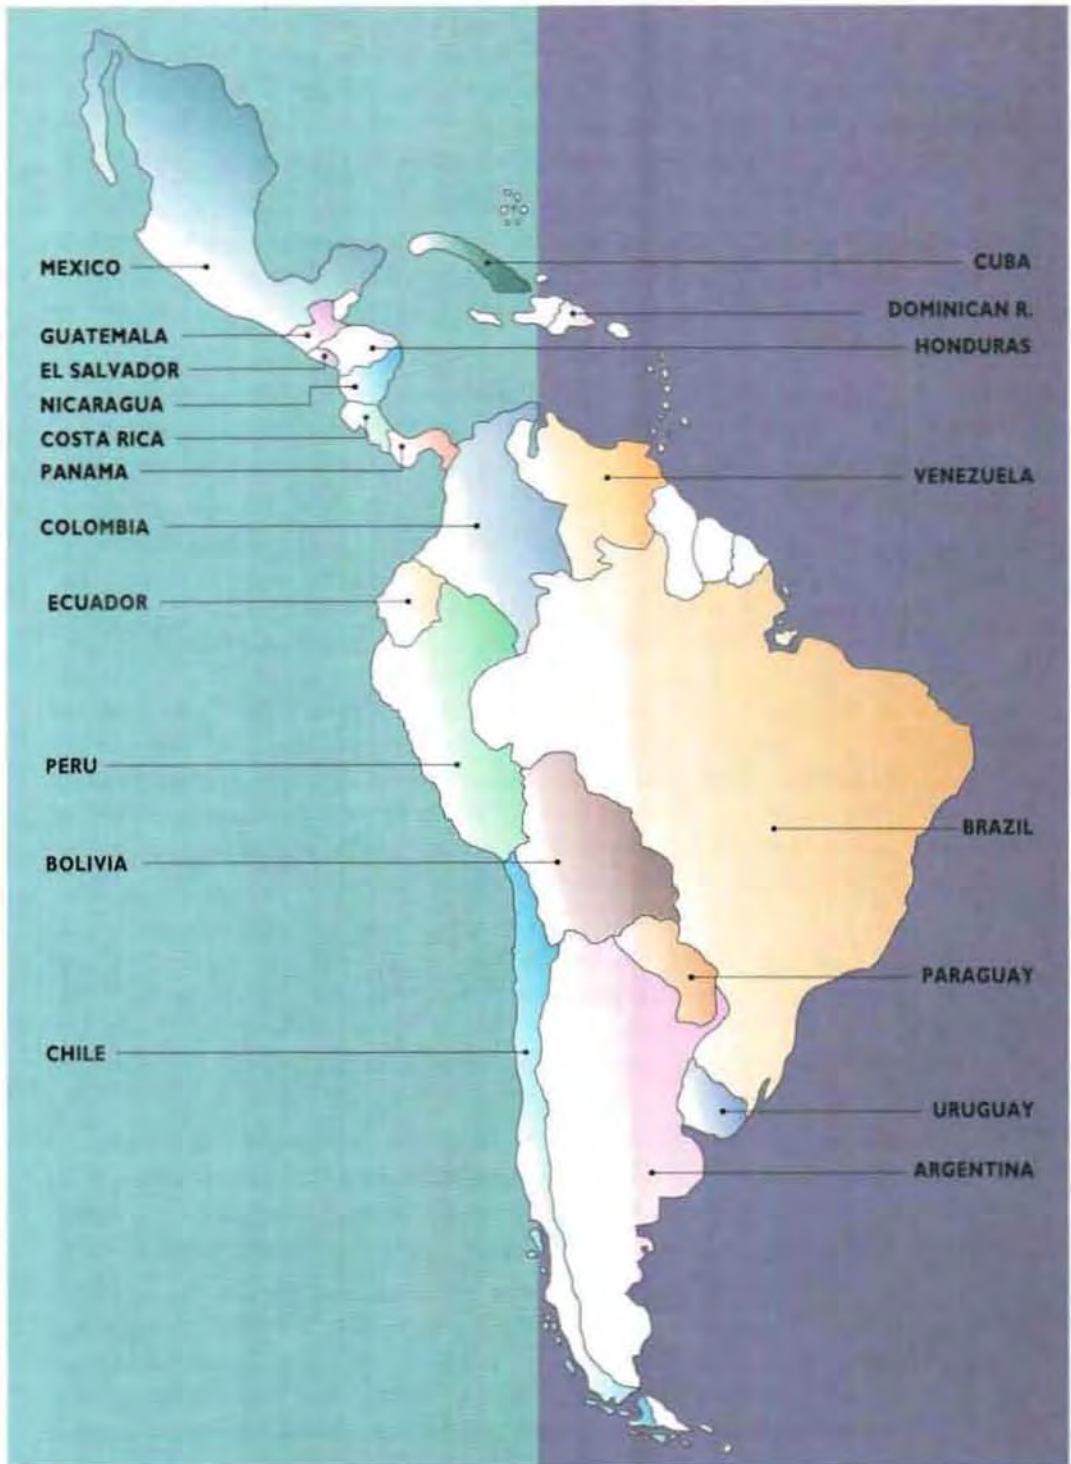 MEXICO
GUATEMALA
EL SALVADOR
NICARAGUA
COSTA RICA
PANAMA
COLOMBIA
ECUADOR
PERU
BOLIVIA
CHILE
CUBA
DOMINICAN R.
HONDURAS
VENEZUELA
BRAZIL
PARAGUAY
URUGUAY
ARGENTINA